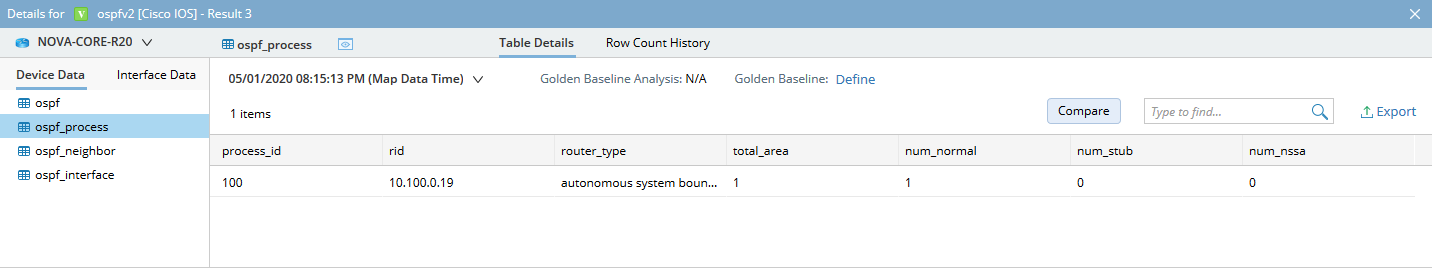 Details for ospfv2 [Cisco IOS] - Result 3
NOVA-CORE-R20
ospf_process
Table Details
Row Count History
Device Data
Interface Data
ospf
ospf_process
ospf_neighbor
ospf_interface
05/01/2020 08:15:13 PM (Map Data Time)
Golden Baseline Analysis: N/A
Golden Baseline: Define
1 items
Compare
Type to find...
Export
process_id rid router_type total_area num_normal num_stub num_nssa
100 10.100.0.19 autonomous system boun... 1 1 0 0